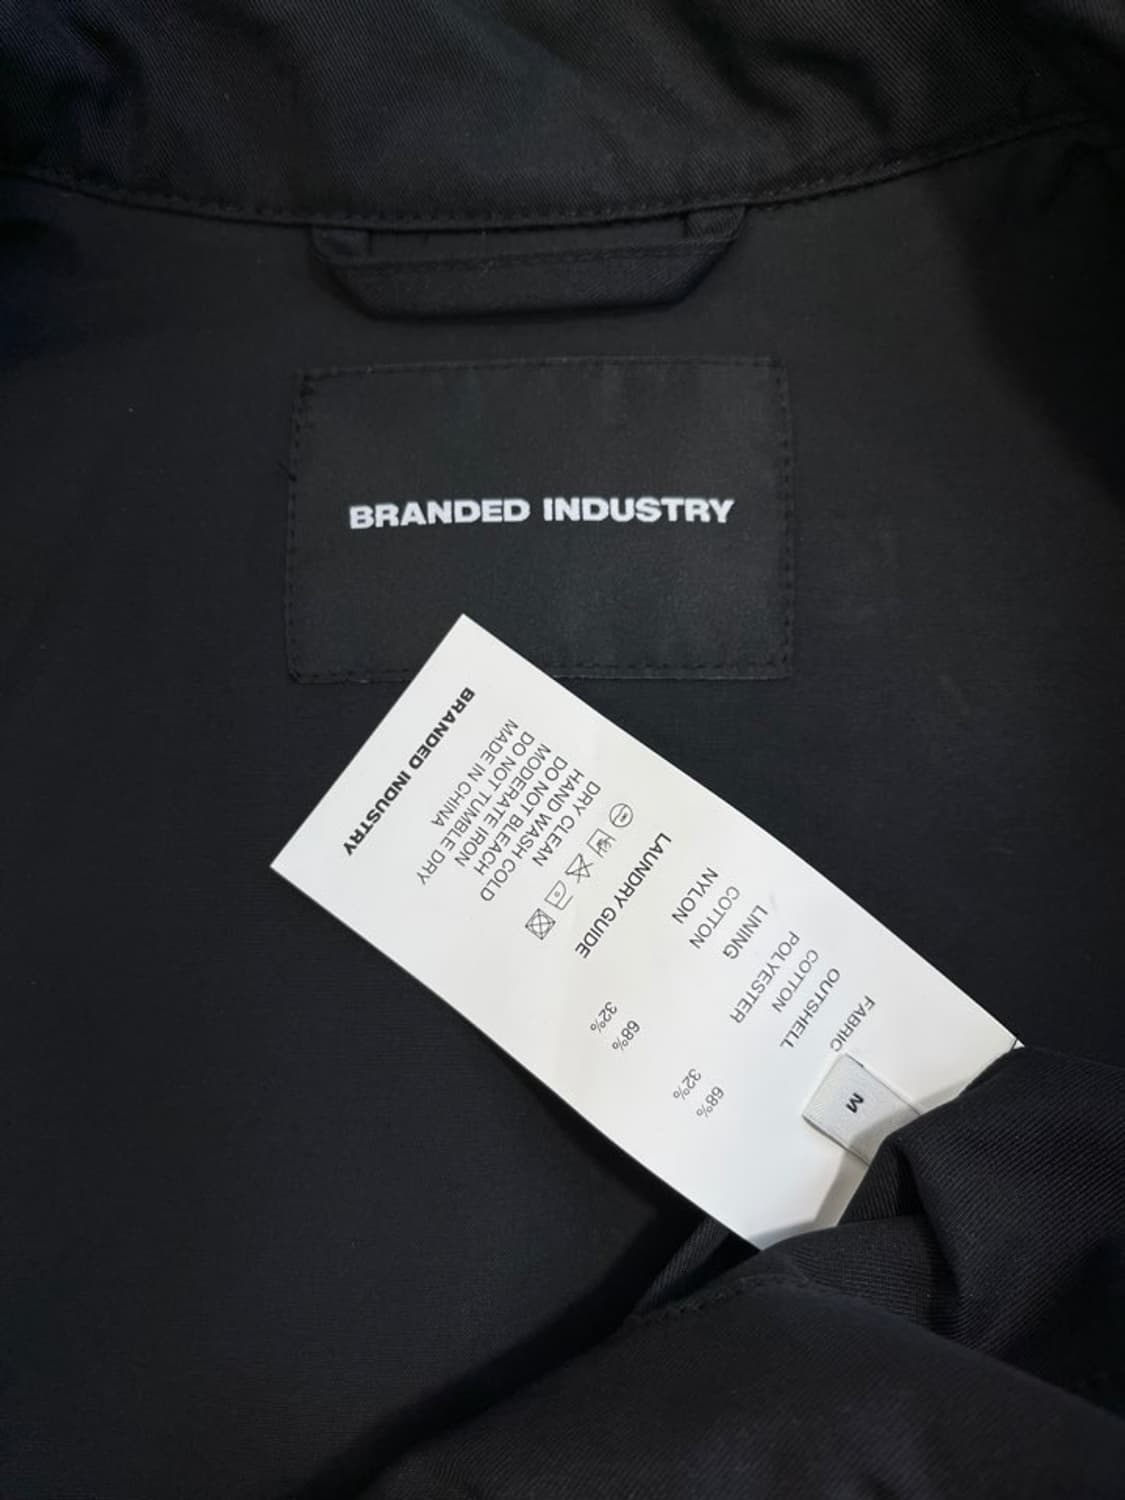 BRANDED INDUSTRY
M
FABRIC
OUTSHELL
COTTON 68%
POLYESTER 32%
LINING
COTTON 68%
NYLON 32%
LAUNDRY GUIDE
DRY CLEAN
HAND WASH COLD
DO NOT BLEACH
MODERATE IRON
DO NOT TUMBLE DRY
MADE IN CHINA
BRANDED INDUSTRY